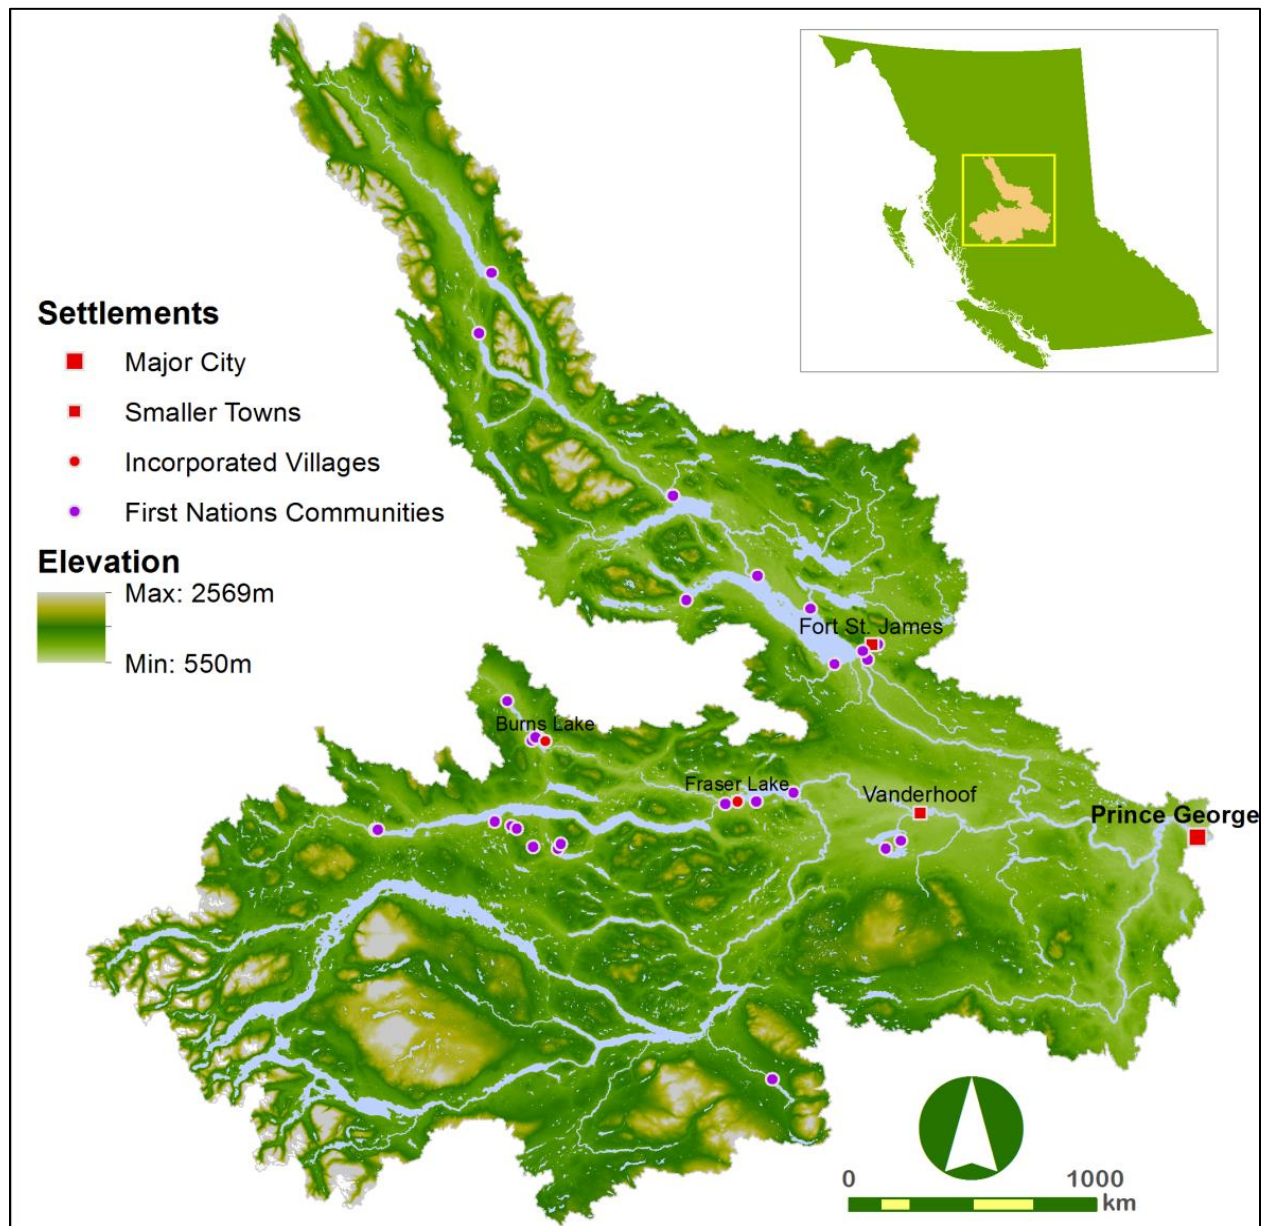 Settlements
Major City
Smaller Towns
Incorporated Villages
First Nations Communities
Elevation
Max: 2569m
Min: 550m
Fort St. James
Burns Lake
Fraser Lake
Vanderhoof
Prince George
0 1000
km